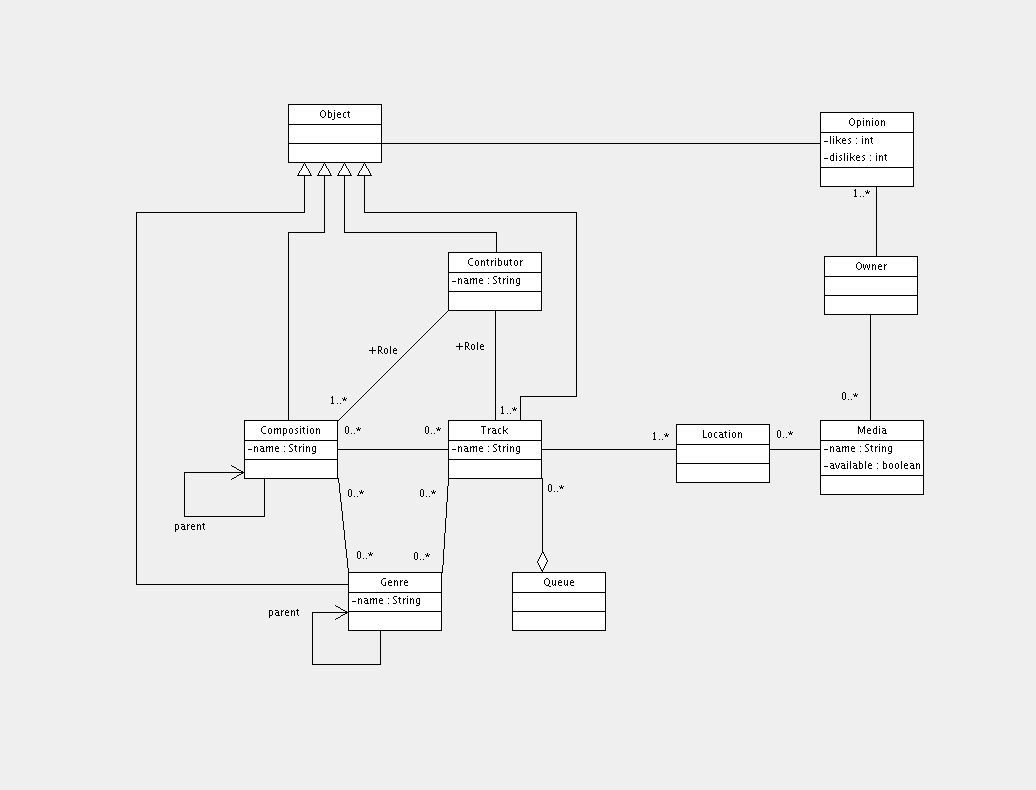 Object
Opinion
-likes : int
-dislikes : int
1..*
Contributor
-name : String
Owner
+Role
+Role
1..*
1..*
0..*
Composition
-name : String
0..*
0..*
Track
-name : String
1..*
Location
0..*
Media
-name : String
-available : boolean
0..*
0..*
0..*
parent
0..*
0..*
Genre
-name : String
Queue
parent